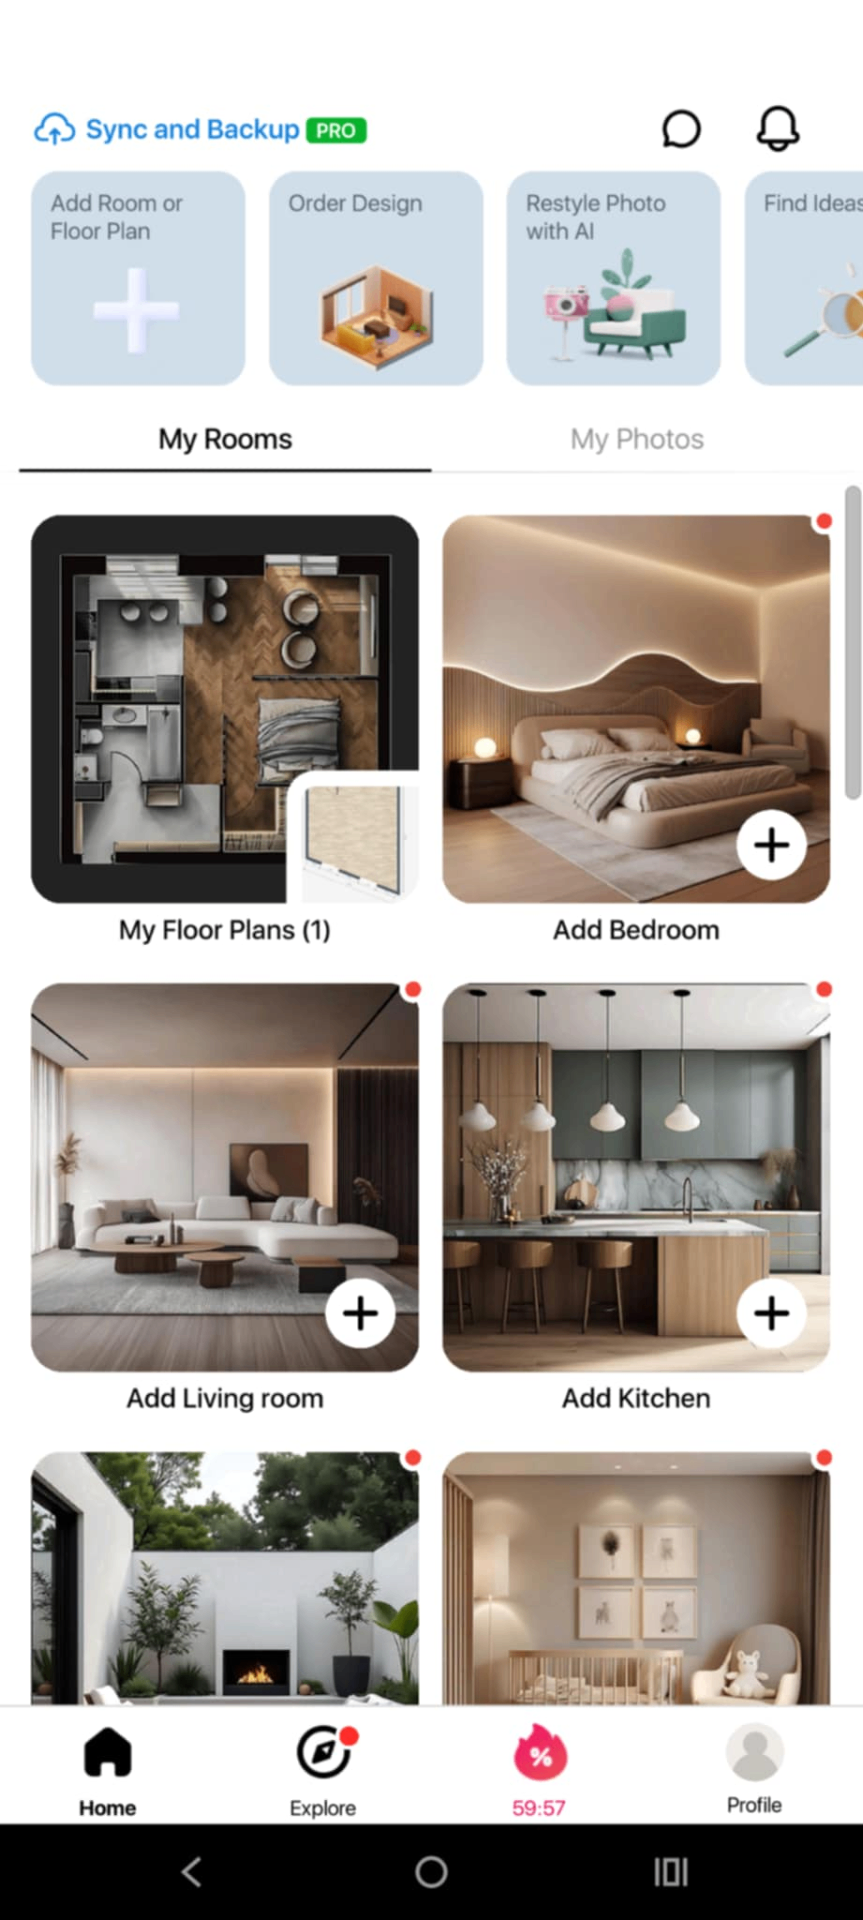 Sync and Backup PRO
Add Room or
Floor Plan
Order Design
Restyle Photo
with AI
Find Ideas
My Rooms
My Photos
My Floor Plans (1)
Add Bedroom
Add Living room
Add Kitchen
%
Home
Explore
59:57
Profile